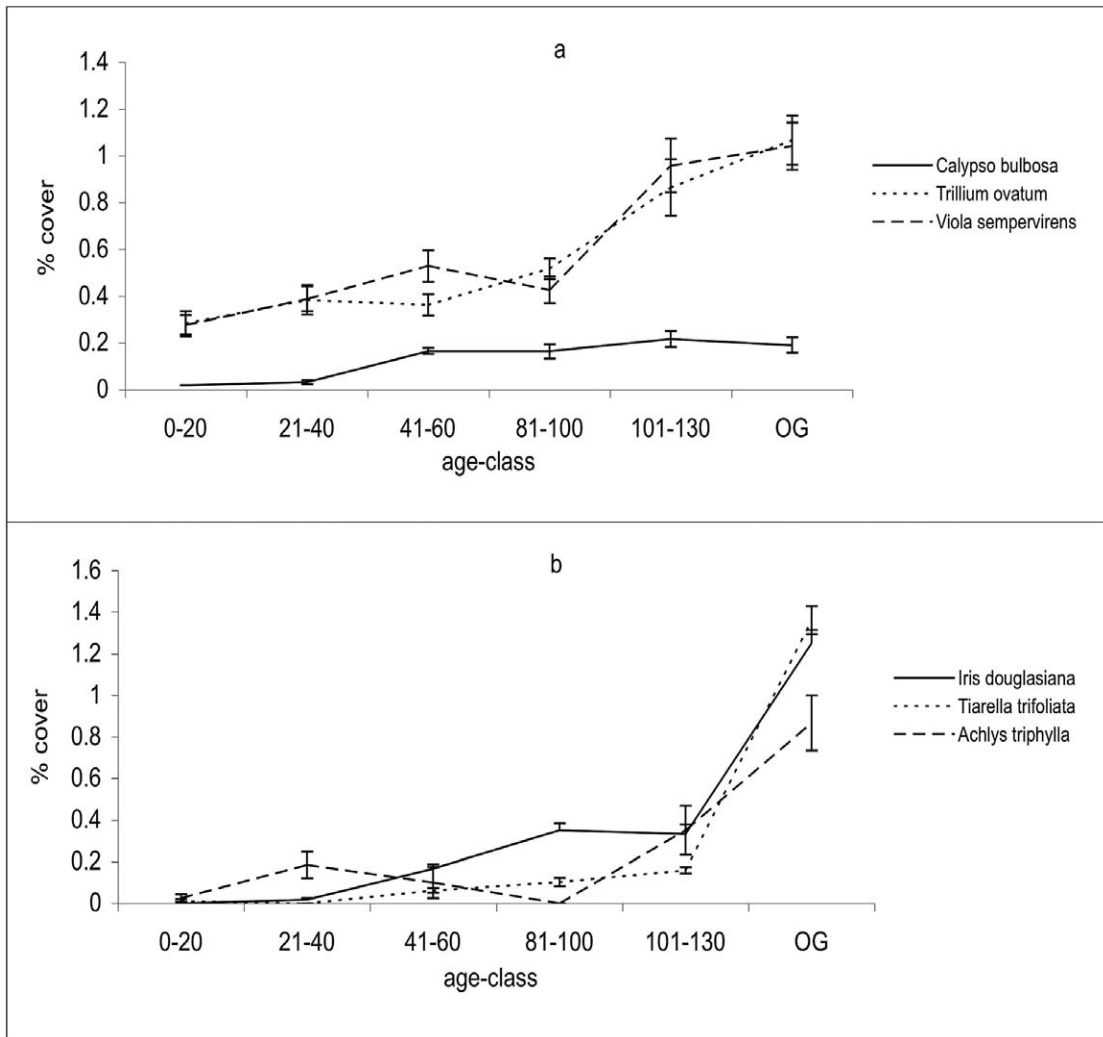 a
1.4
1.2
1
0.8
0.6
0.4
0.2
0
% cover
0-20 21-40 41-60 81-100 101-130 OG
age-class
Calypso bulbosa
Trillium ovatum
Viola sempervirens
b
1.6
1.4
1.2
1
0.8
0.6
0.4
0.2
0
% cover
0-20 21-40 41-60 81-100 101-130 OG
age-class
Iris douglasiana
Tiarella trifoliata
Achlys triphylla